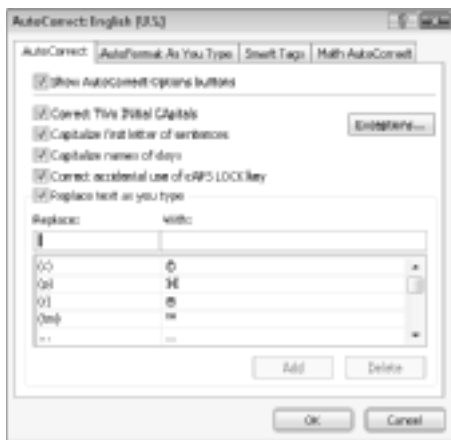 AutoCorrect: English (U.S.)
AutoCorrect AutoFormat As You Type Smart Tags Math AutoCorrect
Show AutoCorrect Options buttons
Correct TWo INitial CApitals
Exceptions...
Capitalize first letter of sentences
Capitalize names of days
Correct accidental use of cAPS LOCK key
Replace text as you type
Replace: With:
(c) ©
(r) ®
(tm) ™
... …
Add Delete
OK Cancel